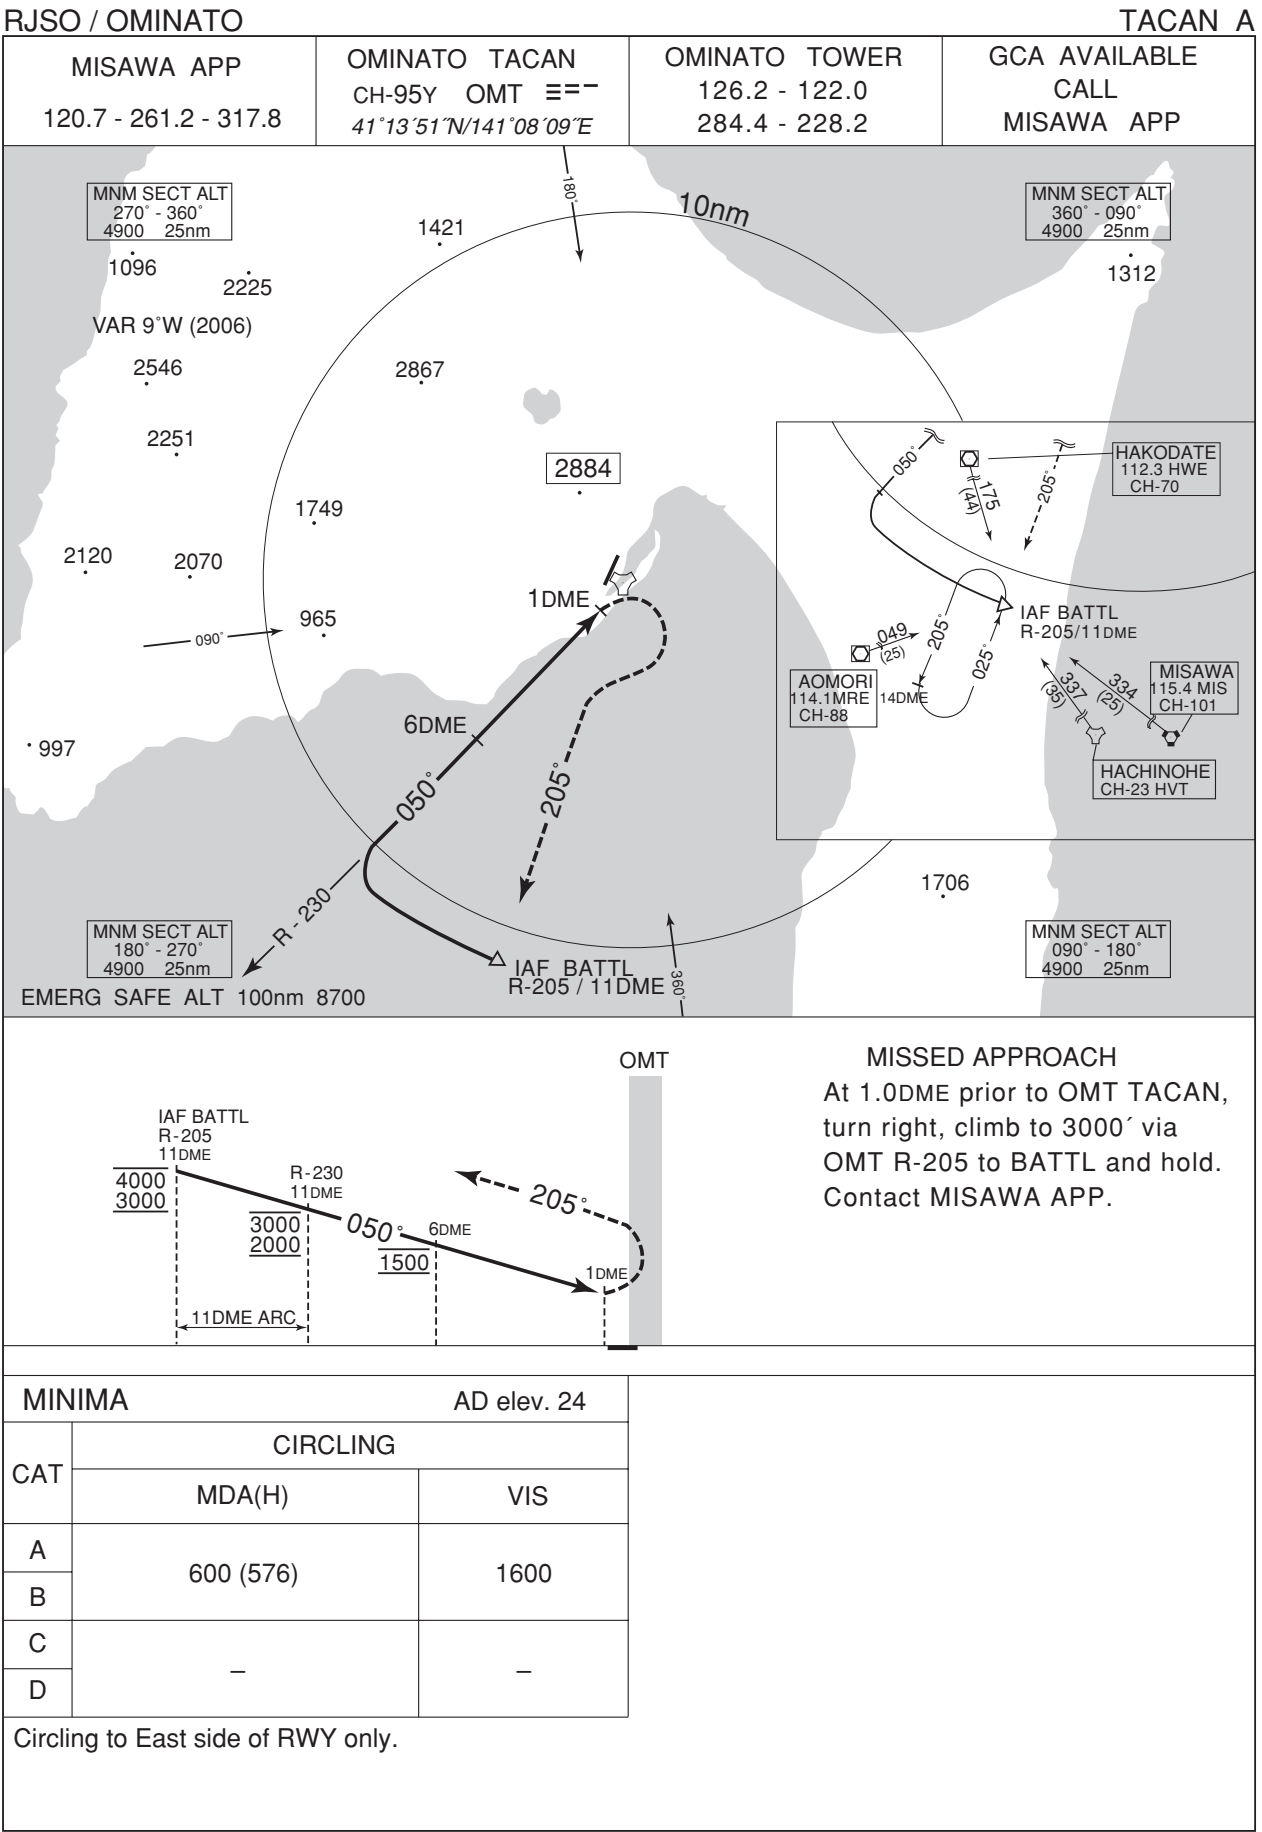 RJSO / OMINATO
TACAN A
MISAWA APP
120.7 - 261.2 - 317.8
OMINATO TACAN
CH-95Y OMT
41˚13´51˝N/141˚08´09˝E
OMINATO TOWER
126.2 - 122.0
284.4 - 228.2
GCA AVAILABLE
CALL
MISAWA APP
MNM SECT ALT
270˚ - 360˚
4900 25nm
180˚
10nm
MNM SECT ALT
360˚ - 090˚
4900 25nm
1421
1096
2225
1312
VAR 9˚W (2006)
2546
2867
2251
2884
1749
2120
2070
965
090˚
997
1DME
6DME
050˚
205˚
R - 230
IAF BATTL
R-205 / 11DME
360˚
050˚
HAKODATE
112.3 HWE
CH-70
175
(44)
205˚
IAF BATTL
R-205/11DME
049
(25)
205˚
025˚
AOMORI
114.1MRE
CH-88
14DME
337
(35)
334
(25)
MISAWA
115.4 MIS
CH-101
HACHINOHE
CH-23 HVT
1706
MNM SECT ALT
180˚ - 270˚
4900 25nm
MNM SECT ALT
090˚ - 180˚
4900 25nm
EMERG SAFE ALT 100nm 8700
OMT
IAF BATTL
R-205
11DME
4000
3000
R-230
11DME
3000
2000
050˚
6DME
1500
205˚
1DME
11DME ARC
MISSED APPROACH
At 1.0DME prior to OMT TACAN,
turn right, climb to 3000´ via
OMT R-205 to BATTL and hold.
Contact MISAWA APP.
MINIMA
AD elev. 24
CAT
CIRCLING
MDA(H)
VIS
A
B
600 (576)
1600
C
D
–
–
Circling to East side of RWY only.